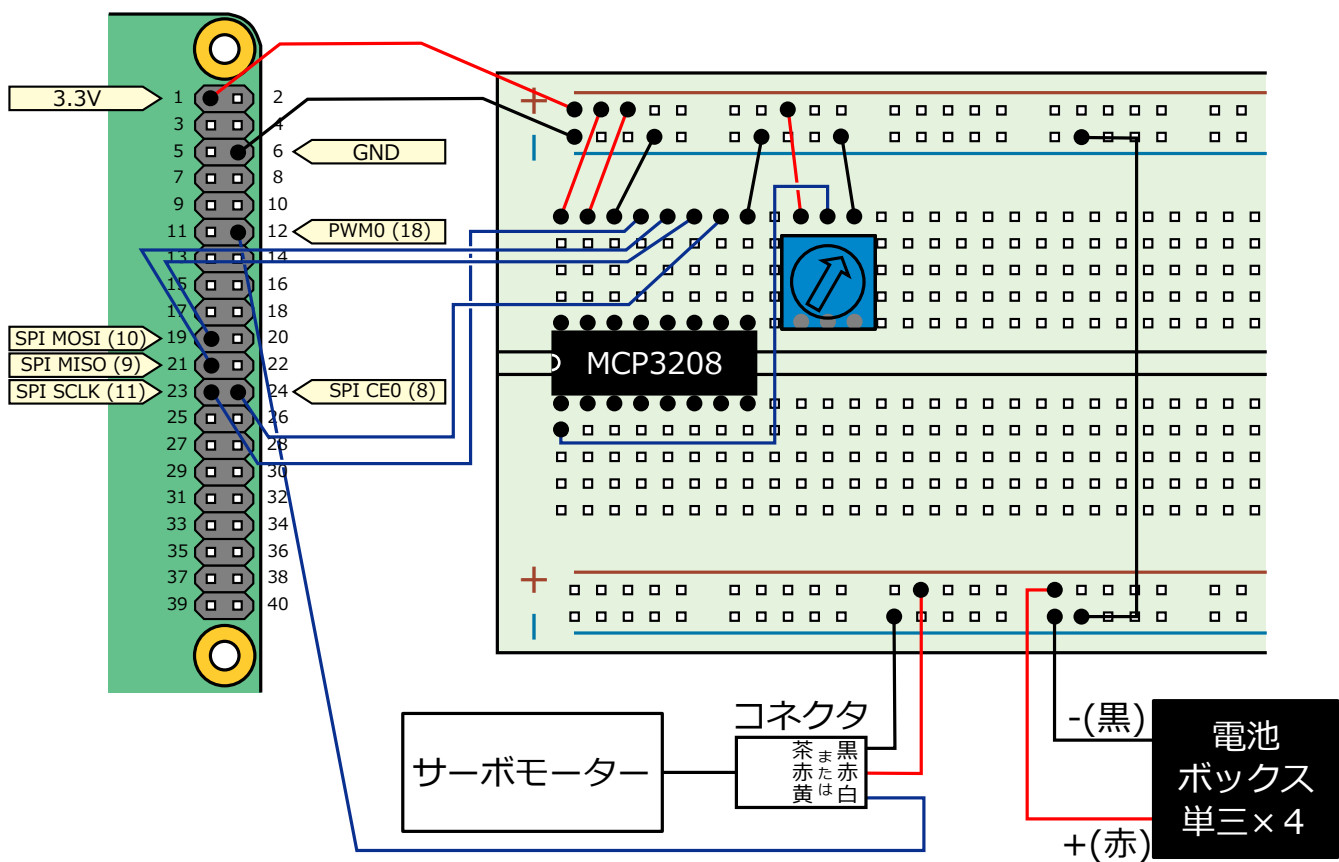 3.3V
1 2
3 4
5 6
GND
7 8
9 10
11 12
PWM0 (18)
13 14
15 16
17 18
SPI MOSI (10)
19 20
SPI MISO (9)
21 22
SPI SCLK (11)
23 24
SPI CE0 (8)
25 26
27 28
29 30
31 32
33 34
35 36
37 38
39 40
+
-
MCP3208
+
-
サーボモーター
コネクタ
茶 黒
赤 赤
黄 白
または
-(黒)
+(赤)
電池
ボックス
単三×4